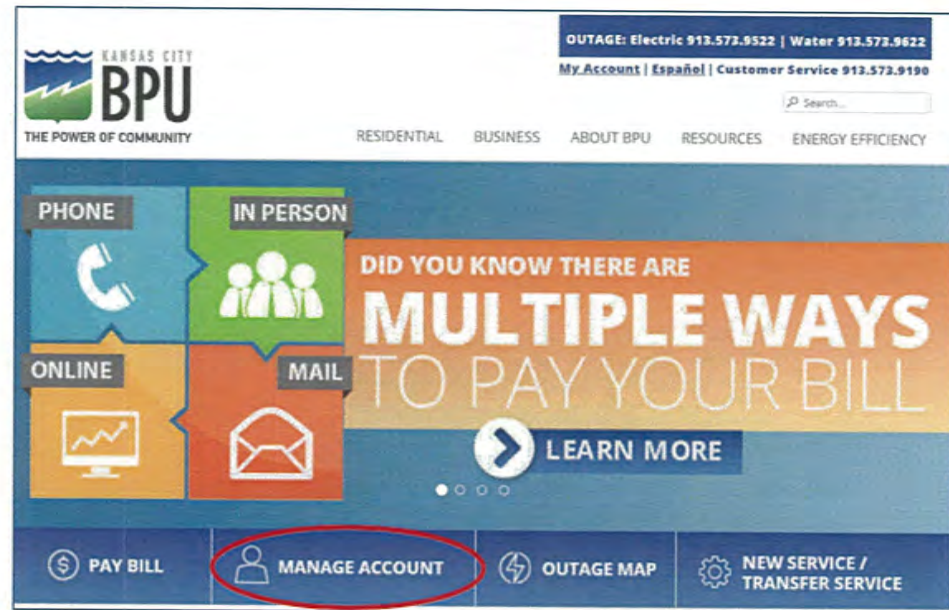 OUTAGE: Electric 913.573.9522 | Water 913.573.9622
My Account | Español | Customer Service 913.573.9190
Search...
KANSAS CITY
BPU
THE POWER OF COMMUNITY
RESIDENTIAL BUSINESS ABOUT BPU RESOURCES ENERGY EFFICIENCY
PHONE
IN PERSON
ONLINE
MAIL
DID YOU KNOW THERE ARE
MULTIPLE WAYS
TO PAY YOUR BILL
LEARN MORE
PAY BILL
MANAGE ACCOUNT
OUTAGE MAP
NEW SERVICE /
TRANSFER SERVICE